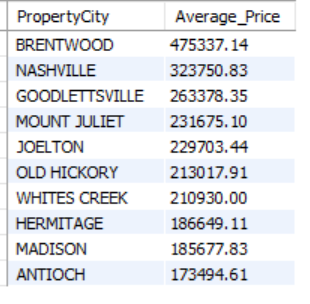 PropertyCity Average_Price
BRENTWOOD 475337.14
NASHVILLE 323750.83
GOODLETTSVILLE 263378.35
MOUNT JULIET 231675.10
JOELTON 229703.44
OLD HICKORY 213017.91
WHITES CREEK 210930.00
HERMITAGE 186649.11
MADISON 185677.83
ANTIOCH 173494.61